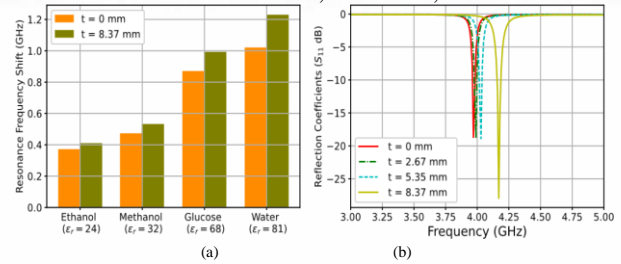 Resonance Frequency Shift (GHz)
1.2
1.0
0.8
0.6
0.4
0.2
0.0
t = 0 mm
t = 8.37 mm
Ethanol
(εr = 24)
Methanol
(εr = 32)
Glucose
(εr = 68)
Water
(εr = 81)
(a)
Reflection Coefficients (S11 dB)
0
−5
−10
−15
−20
−25
t = 0 mm
t = 2.67 mm
t = 5.35 mm
t = 8.37 mm
3.00 3.25 3.50 3.75 4.00 4.25 4.50 4.75 5.00
Frequency (GHz)
(b)